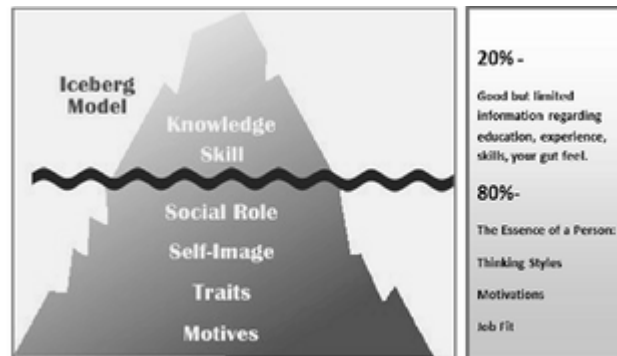 Iceberg
Model
Knowledge
Skill
Social Role
Self-Image
Traits
Motives
20% -
Good but limited
information regarding
education, experience,
skills, your gut feel.
80%-
The Essence of a Person:
Thinking Styles
Motivations
Job Fit